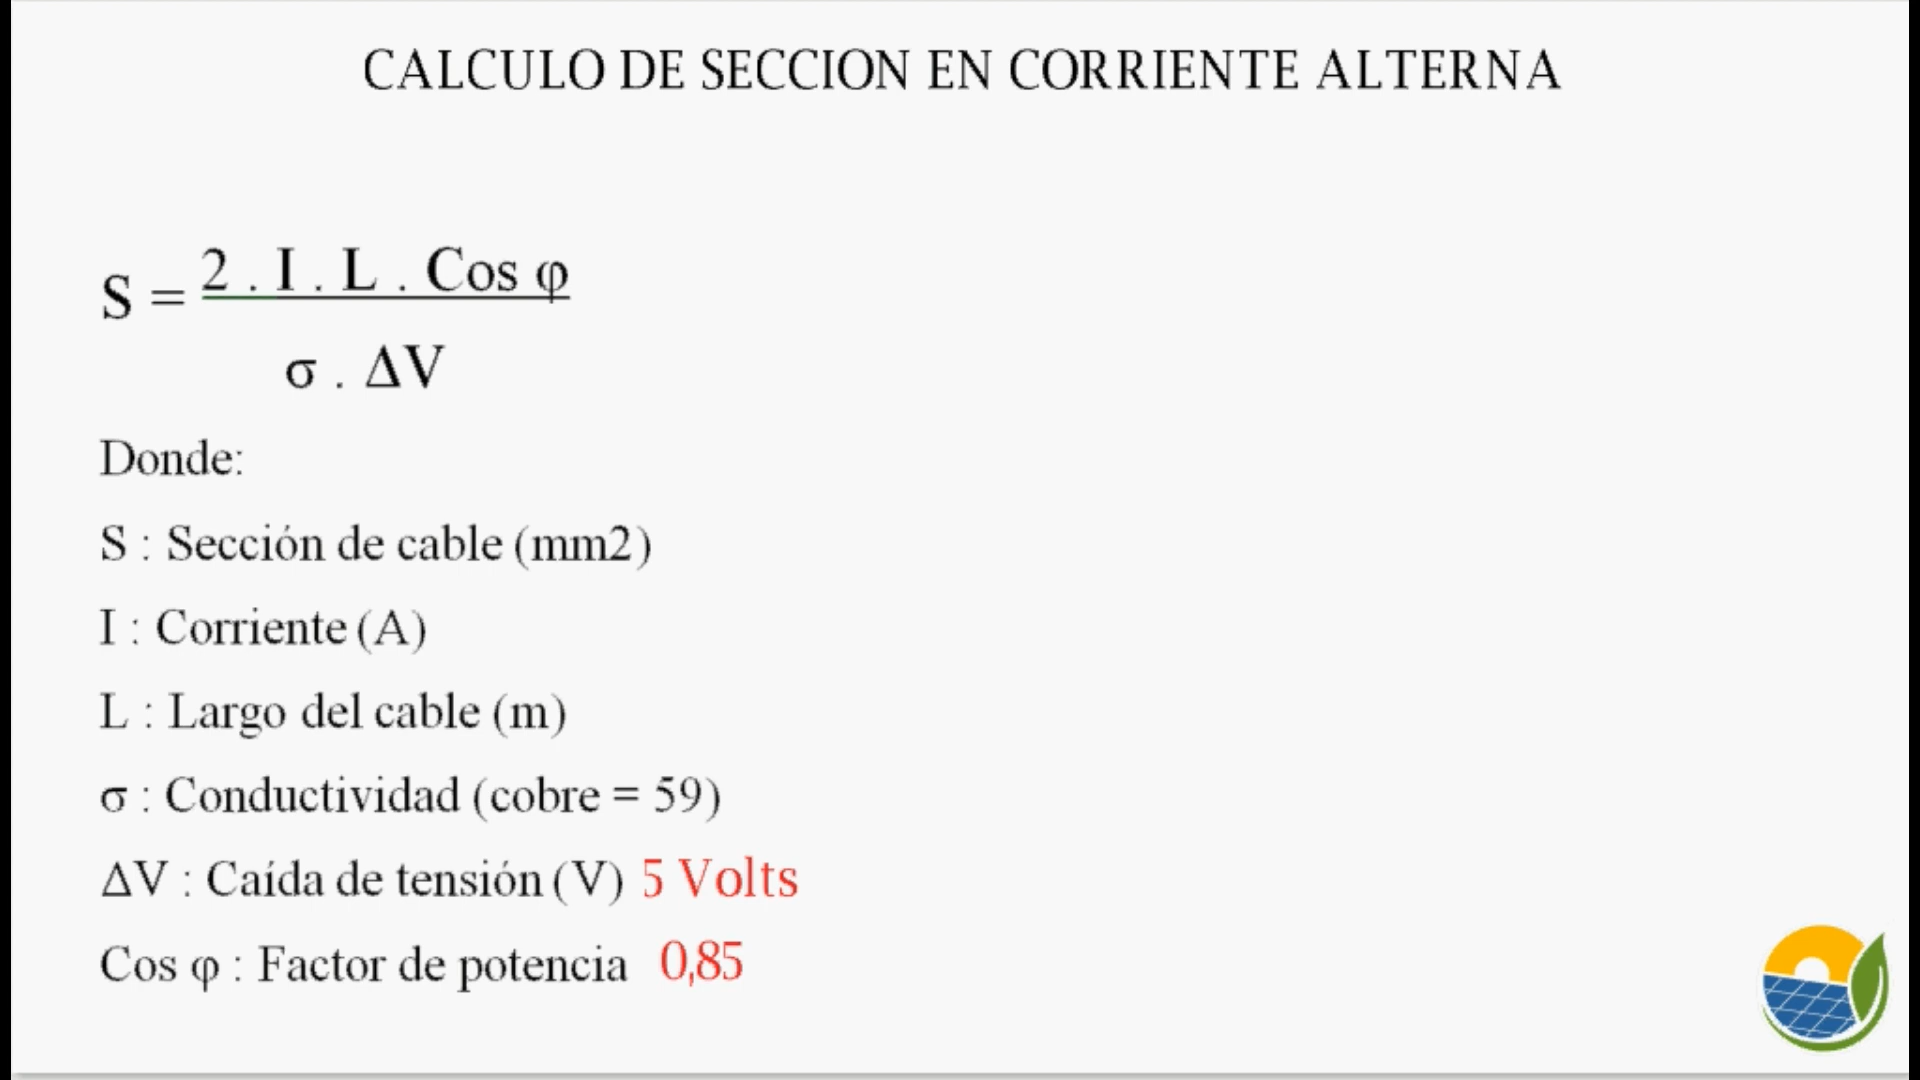 CALCULO DE SECCION EN CORRIENTE ALTERNA
S = 2 . I . L . Cos φ
σ . ΔV
Donde:
S : Sección de cable (mm2)
I : Corriente (A)
L : Largo del cable (m)
σ : Conductividad (cobre = 59)
ΔV : Caída de tensión (V) 5 Volts
Cos φ : Factor de potencia 0,85